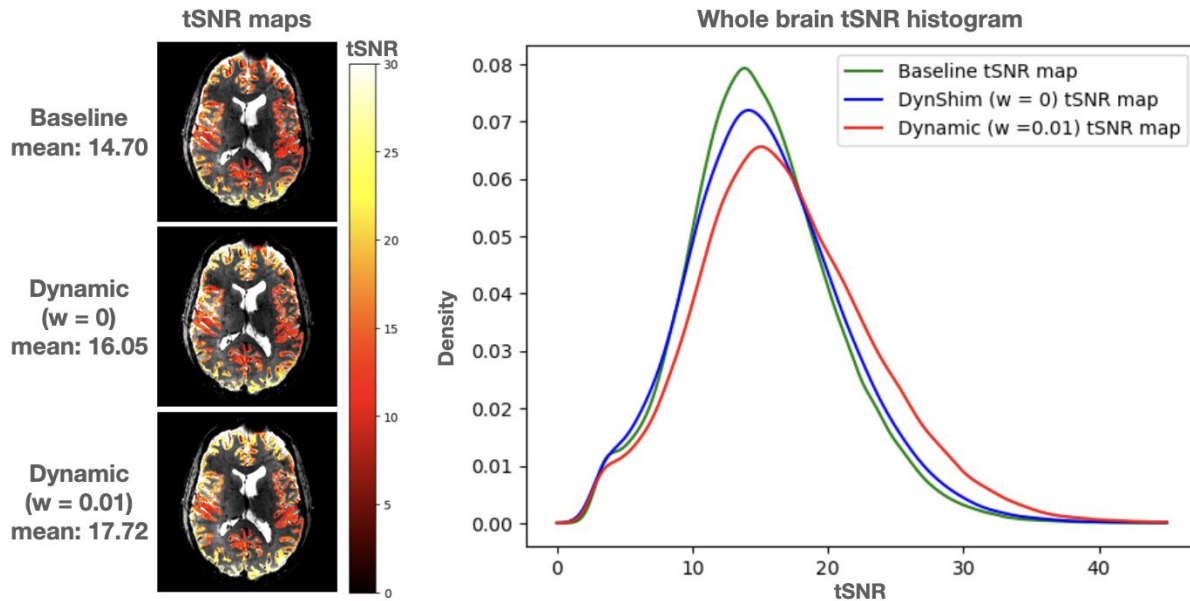 tSNR maps
tSNR
Baseline
mean: 14.70
Dynamic
(w = 0)
mean: 16.05
Dynamic
(w = 0.01)
mean: 17.72
30
25
20
15
10
5
0
Whole brain tSNR histogram
Baseline tSNR map
DynShim (w = 0) tSNR map
Dynamic (w =0.01) tSNR map
Density
0.08
0.07
0.06
0.05
0.04
0.03
0.02
0.01
0.00
0 10 20 30 40
tSNR